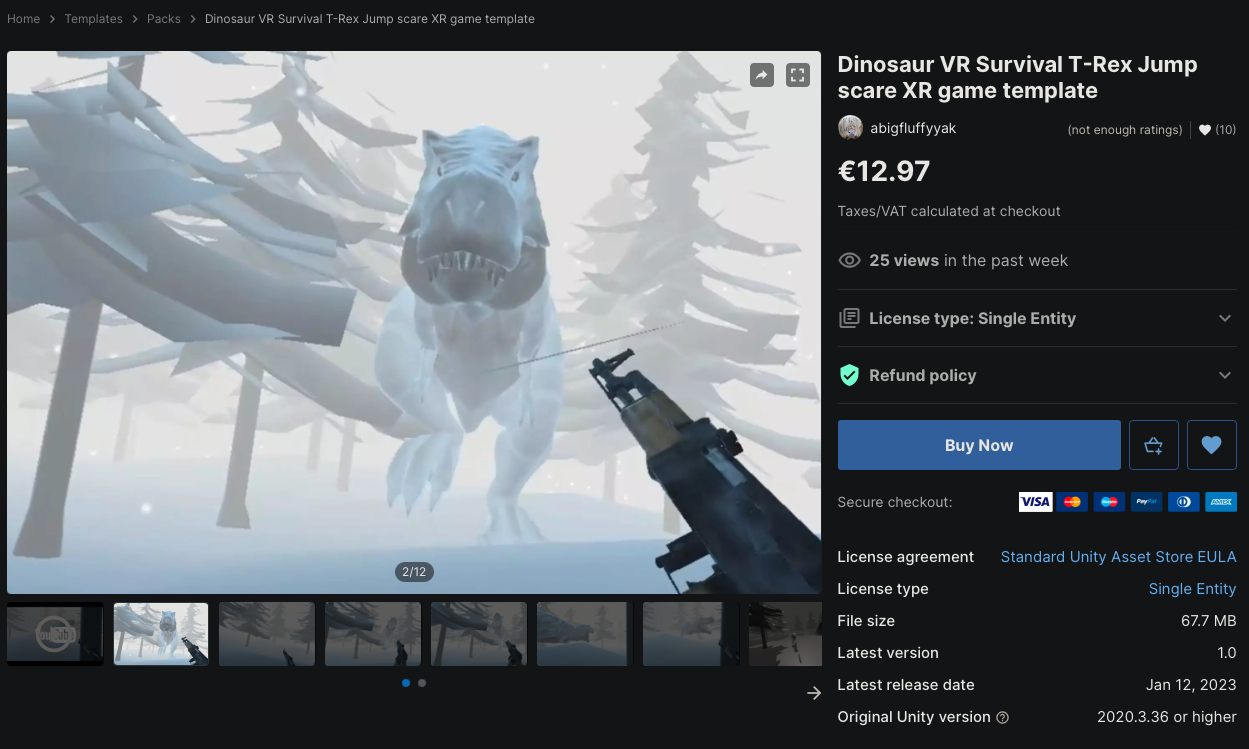 Home > Templates > Packs > Dinosaur VR Survival T-Rex Jump scare XR game template
Dinosaur VR Survival T-Rex Jump
scare XR game template
abigfluffyyak
(not enough ratings) | (10)
€12.97
Taxes/VAT calculated at checkout
25 views in the past week
License type: Single Entity
Refund policy
Buy Now
Secure checkout: VISA PayPal AMEX
License agreement Standard Unity Asset Store EULA
License type Single Entity
File size 67.7 MB
Latest version 1.0
Latest release date Jan 12, 2023
Original Unity version 2020.3.36 or higher
2/12
YouTube